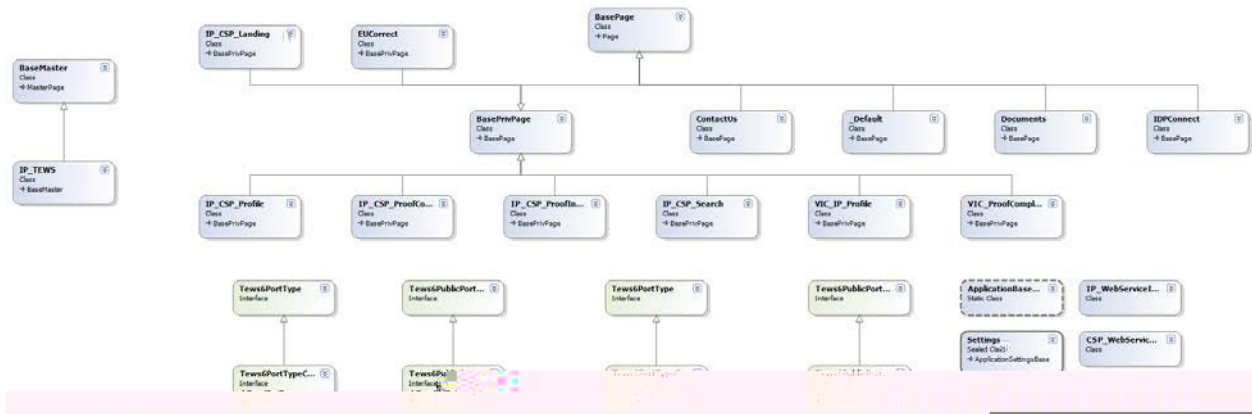 BasePage
Class
➔ Page
IP_CSP_Landing
Class
➔ BasePrivPage
EUCorrect
Class
➔ BasePrivPage
BaseMaster
Class
➔ MasterPage
BasePrivPage
Class
➔ BasePage
ContactUs
Class
➔ BasePage
_Default
Class
➔ BasePage
Documents
Class
➔ BasePage
IDPConnect
Class
➔ BasePage
IP_TEWS
Class
➔ BaseMaster
IP_CSP_Profile
Class
➔ BasePrivPage
IP_CSP_ProofCo...
Class
➔ BasePrivPage
IP_CSP_ProofIn...
Class
➔ BasePrivPage
IP_CSP_Search
Class
➔ BasePrivPage
VIC_IP_Profile
Class
➔ BasePrivPage
VIC_ProofCompl...
Class
➔ BasePrivPage
Tews6PortType
Interface
Tews6PublicPort...
Interface
Tews6PortType
Interface
Tews6PublicPort...
Interface
ApplicationBase...
Static Class
IP_WebServiceI...
Class
Settings
Sealed Class
➔ ApplicationSettingsBase
CSP_WebServic...
Class
Tews6PortTypeC...
Interface
Interface